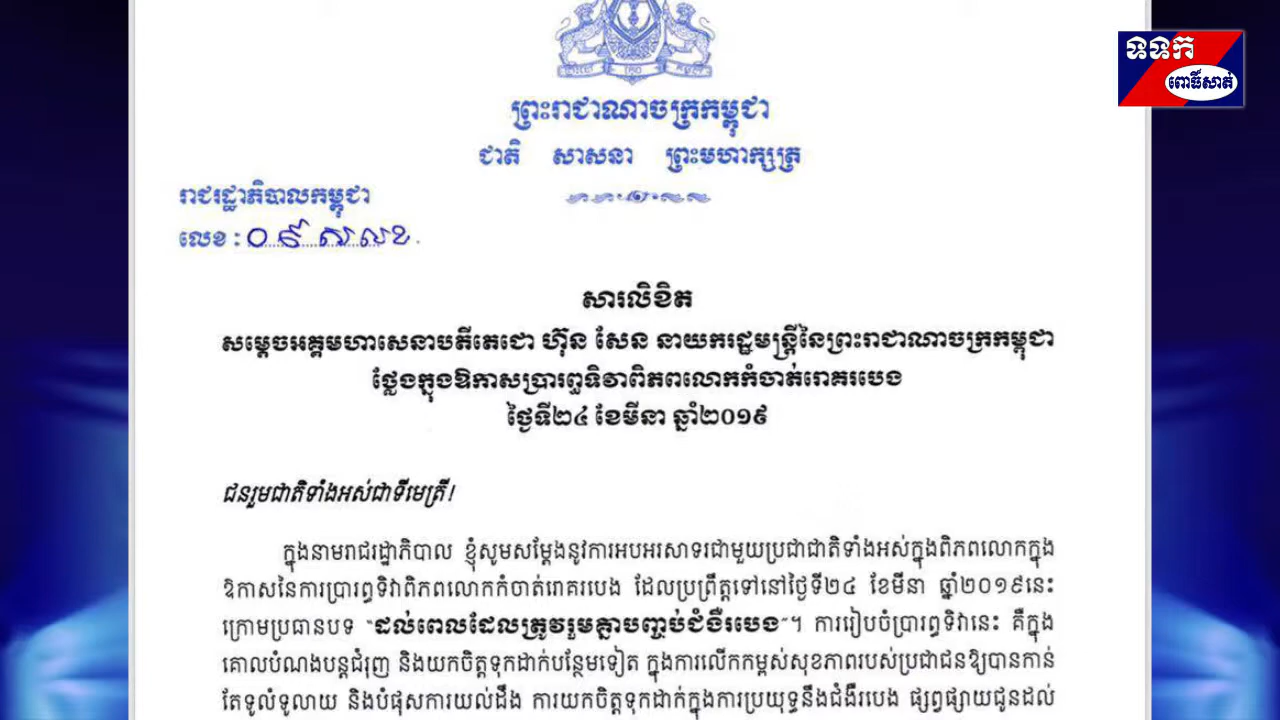 ទទក
ពោធិ៍សាត់
ព្រះរាជាណាចក្រកម្ពុជា
ជាតិ សាសនា ព្រះមហាក្សត្រ
រាជរដ្ឋាភិបាលកម្ពុជា
លេខ : ០៩ សរ លខ
សារលិខិត
សម្តេចអគ្គមហាសេនាបតីតេជោ ហ៊ុន សែន នាយករដ្ឋមន្ត្រីនៃព្រះរាជាណាចក្រកម្ពុជា
ថ្លែងក្នុងឱកាសប្រារព្ធទិវាពិភពលោកកំចាត់រោគរបេង
ថ្ងៃទី២៤ ខែមីនា ឆ្នាំ២០១៩
ជនរួមជាតិទាំងអស់ជាទីមេត្រី!
ក្នុងនាមរាជរដ្ឋាភិបាល ខ្ញុំសូមសម្តែងនូវការអបអរសាទរជាមួយប្រជាជាតិទាំងអស់ក្នុងពិភពលោកក្នុង
ឱកាសនៃការប្រារព្ធទិវាពិភពលោកកំចាត់រោគរបេង ដែលប្រព្រឹត្តទៅនៅថ្ងៃទី២៤ ខែមីនា ឆ្នាំ២០១៩នេះ
ក្រោមប្រធានបទ "ដល់ពេលដែលត្រូវរួមគ្នាបញ្ចប់ជំងឺរបេង"។ ការរៀបចំប្រារព្ធទិវានេះ គឺក្នុង
គោលបំណងបន្តជំរុញ និងយកចិត្តទុកដាក់បន្ថែមទៀត ក្នុងការលើកកម្ពស់សុខភាពរបស់ប្រជាជនឱ្យបានកាន់
តែទូលំទូលាយ និងបំផុសការយល់ដឹង ការយកចិត្តទុកដាក់ក្នុងការប្រយុទ្ធនឹងជំងឺរបេង ផ្សព្វផ្សាយជូនដល់